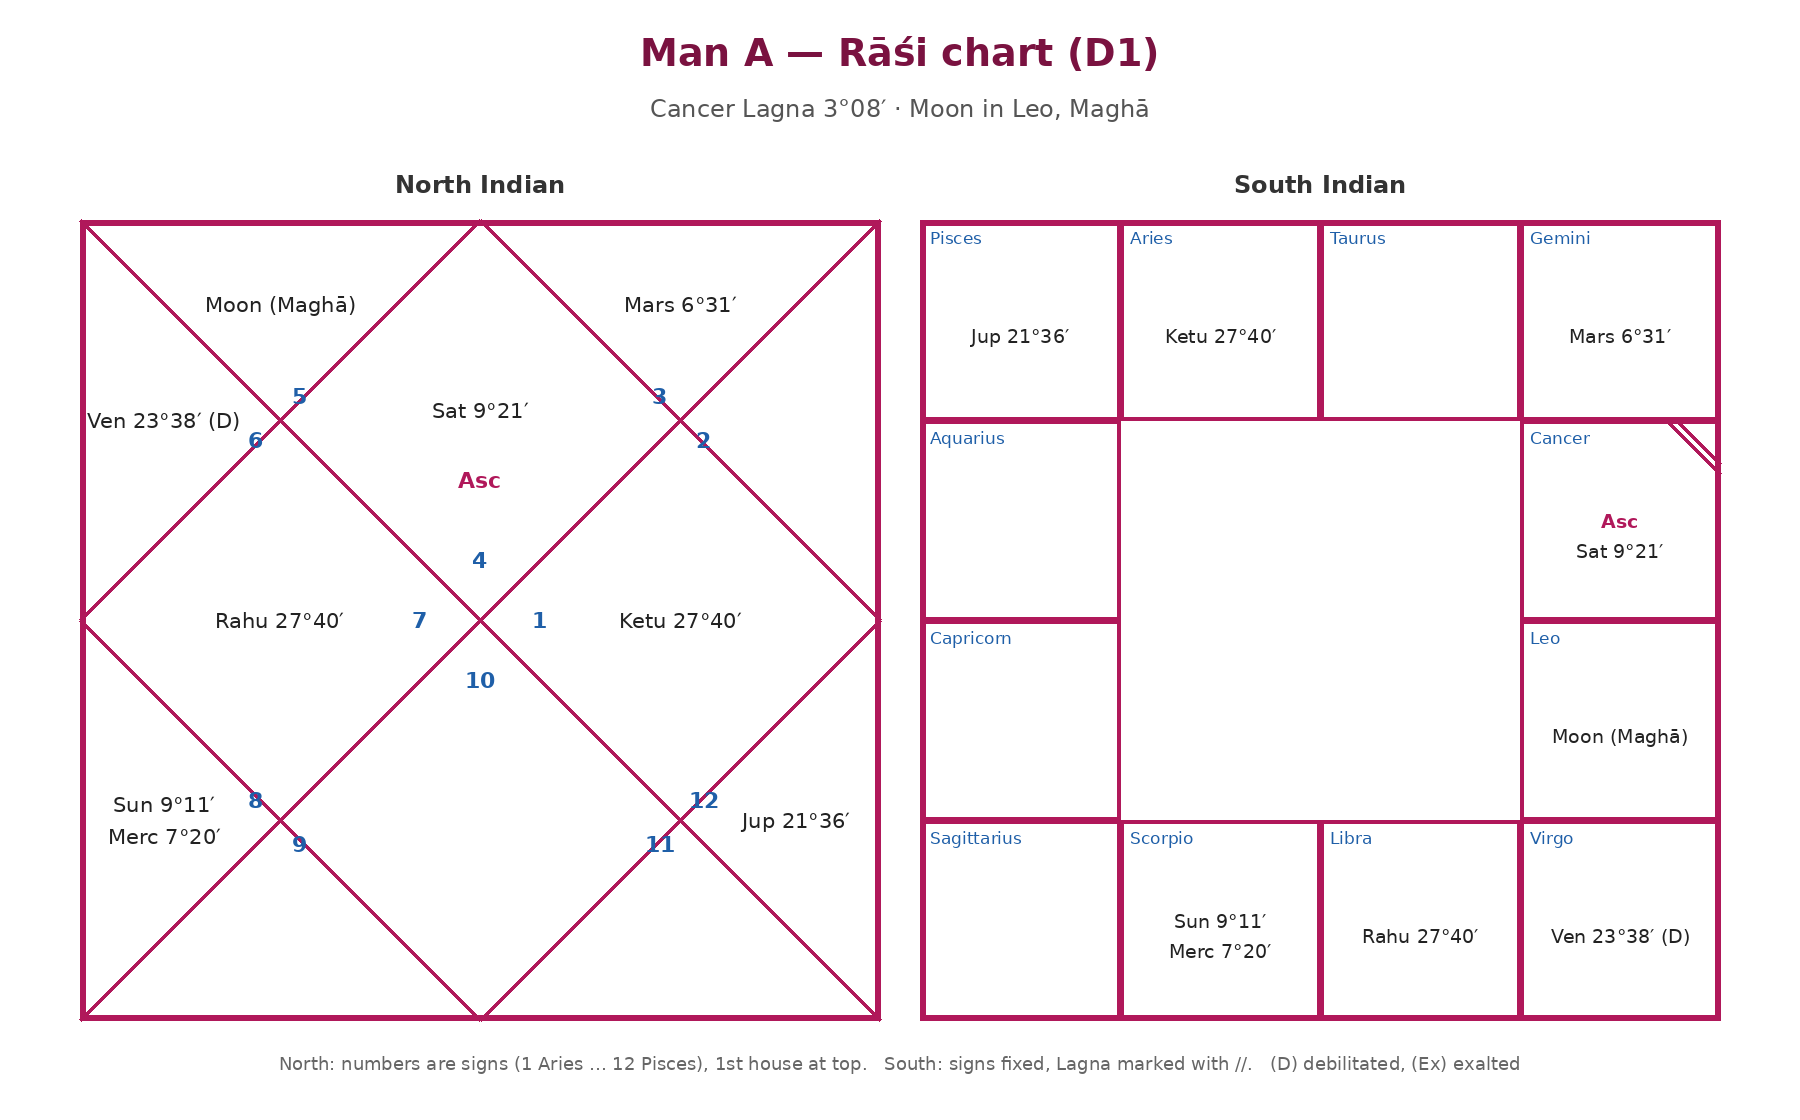 Man A — Rāśi chart (D1)
Cancer Lagna 3°08′ · Moon in Leo, Maghā
North Indian
Moon (Maghā)
Mars 6°31′
5
3
Sat 9°21′
Ven 23°38′ (D)
6
2
Asc
4
Rahu 27°40′
7
1
Ketu 27°40′
10
Sun 9°11′
Merc 7°20′
8
9
12
11
Jup 21°36′
South Indian
Pisces
Jup 21°36′
Aries
Ketu 27°40′
Taurus
Gemini
Mars 6°31′
Aquarius
Cancer
Asc
Sat 9°21′
Capricorn
Leo
Moon (Maghā)
Sagittarius
Scorpio
Sun 9°11′
Merc 7°20′
Libra
Rahu 27°40′
Virgo
Ven 23°38′ (D)
North: numbers are signs (1 Aries … 12 Pisces), 1st house at top.   South: signs fixed, Lagna marked with //.   (D) debilitated, (Ex) exalted